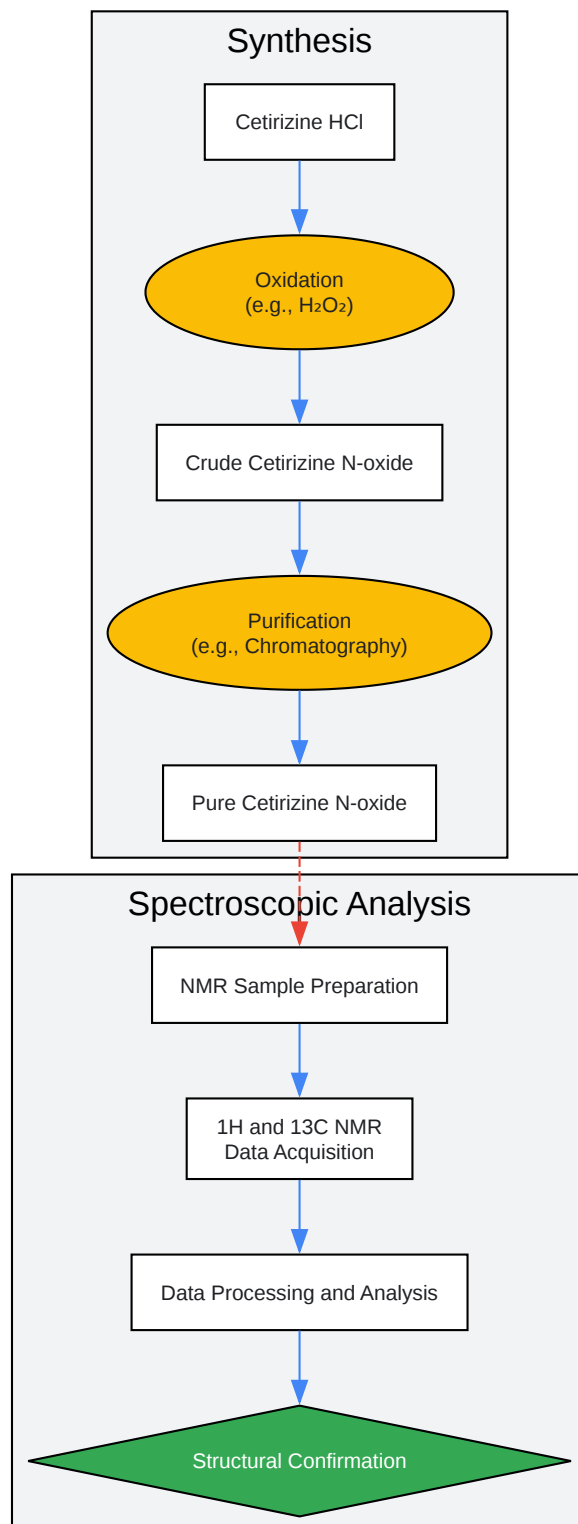 Synthesis
Cetirizine HCl
Oxidation
(e.g., H₂O₂)
Crude Cetirizine N-oxide
Purification
(e.g., Chromatography)
Pure Cetirizine N-oxide
Spectroscopic Analysis
NMR Sample Preparation
1H and 13C NMR
Data Acquisition
Data Processing and Analysis
Structural Confirmation